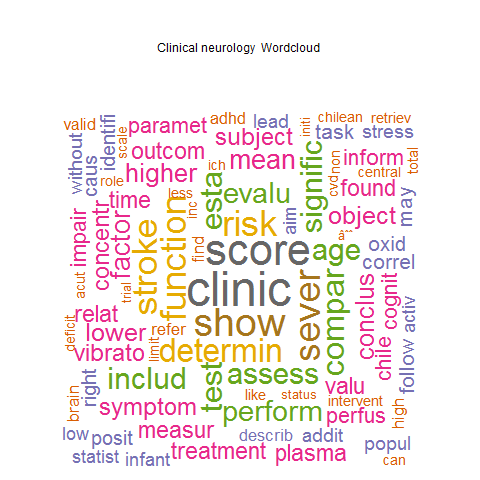 Clinical neurology Wordcloud
valid
paramet
adhd
lead
initi
chilean
retriev
without
caus
identifi
scale
outcom
subject
task
stress
role
higher
ich
mean
signific
non
cvd
inform
central
total
time
less
inc
esta
evalu
aim
found
may
impair
concentr
factor
stroke
function
risk
object
find
score
age
âˆˆ
oxid
correl
acut
trial
clinic
sever
compar
conclus
cognit
activ
relat
refer
show
chile
follow
deficit
lower
vibrato
limit
determin
brain
right
includ
test
assess
valu
symptom
like
status
intervent
high
perform
perfus
low
posit
measur
describ
addit
popul
statist
infant
treatment
plasma
can